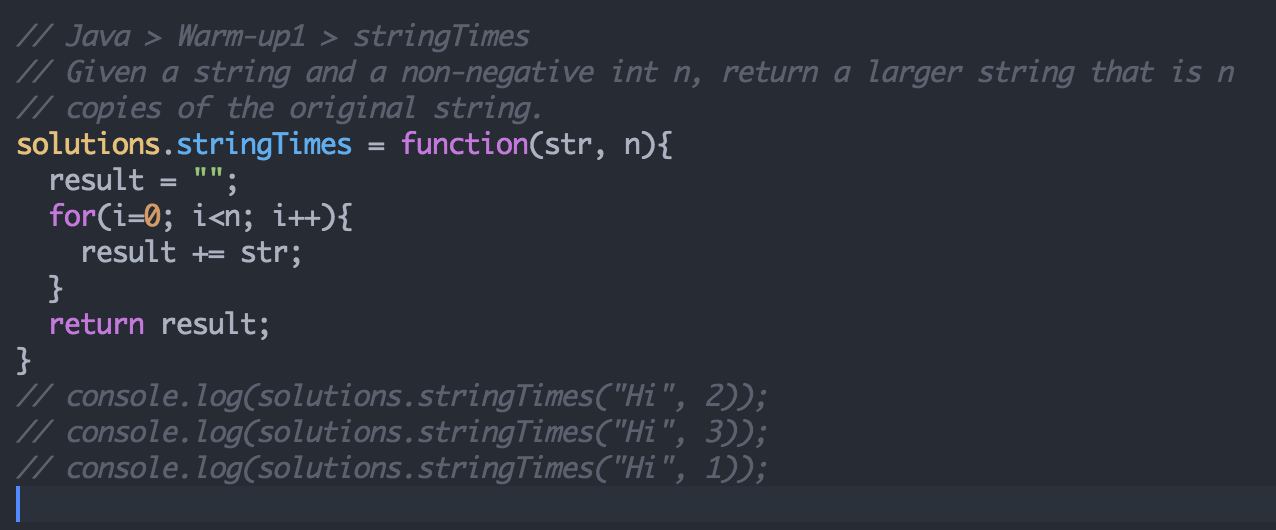 // Java > Warm-up1 > stringTimes
// Given a string and a non-negative int n, return a larger string that is n
// copies of the original string.
solutions.stringTimes = function(str, n){
  result = "";
  for(i=0; i<n; i++){
    result += str;
  }
  return result;
}
// console.log(solutions.stringTimes("Hi", 2));
// console.log(solutions.stringTimes("Hi", 3));
// console.log(solutions.stringTimes("Hi", 1));